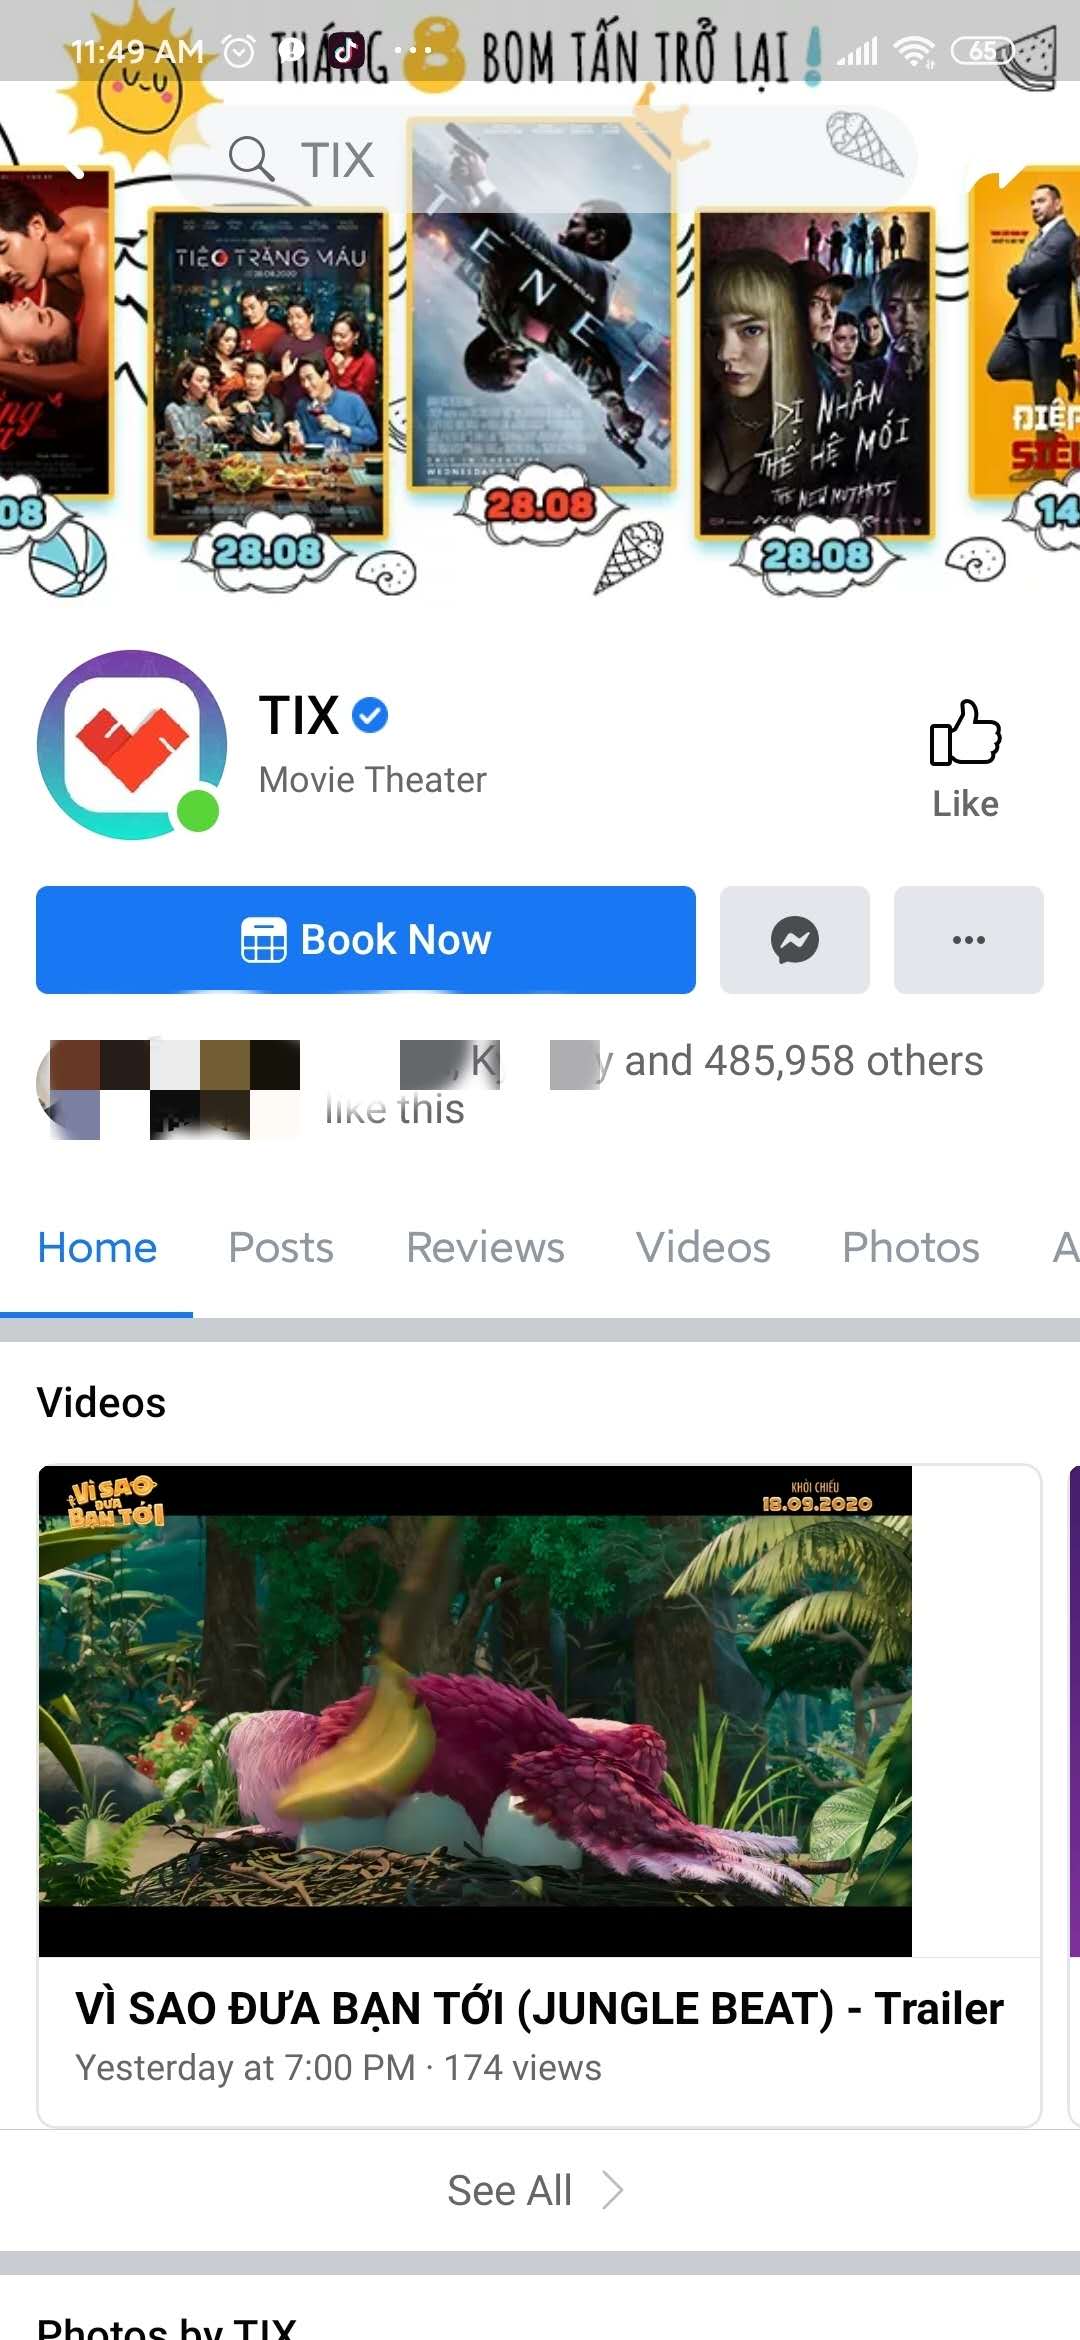 11:49 AM
65
THÁNG 8 BOM TẤN TRỞ LẠI!
TIX
TIỆC TRĂNG MÁU
28.08
TENET
28.08
DỊ NHÂN
THẾ HỆ MỚI
THE NEW MUTANTS
28.08
08
14
TIX
Movie Theater
Like
Book Now
and 485,958 others
like this
Home
Posts
Reviews
Videos
Photos
A
Videos
VÌ SAO
ĐƯA
BẠN TỚI
KHỞI CHIẾU
18.09.2020
VÌ SAO ĐƯA BẠN TỚI (JUNGLE BEAT) - Trailer
Yesterday at 7:00 PM · 174 views
See All
Photos by TIX